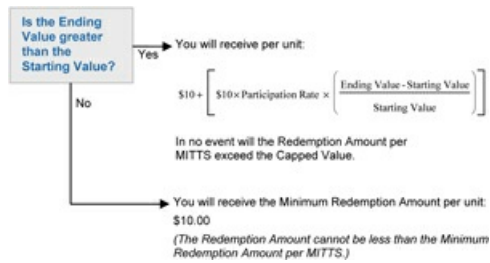 Is the Ending
Value greater
than the
Starting Value?
Yes
You will receive per unit:
$10 + [ $10 × Participation Rate × ( Ending Value - Starting Value / Starting Value ) ]
In no event will the Redemption Amount per
MITTS exceed the Capped Value.
No
You will receive the Minimum Redemption Amount per unit:
$10.00
(The Redemption Amount cannot be less than the Minimum
Redemption Amount per MITTS.)